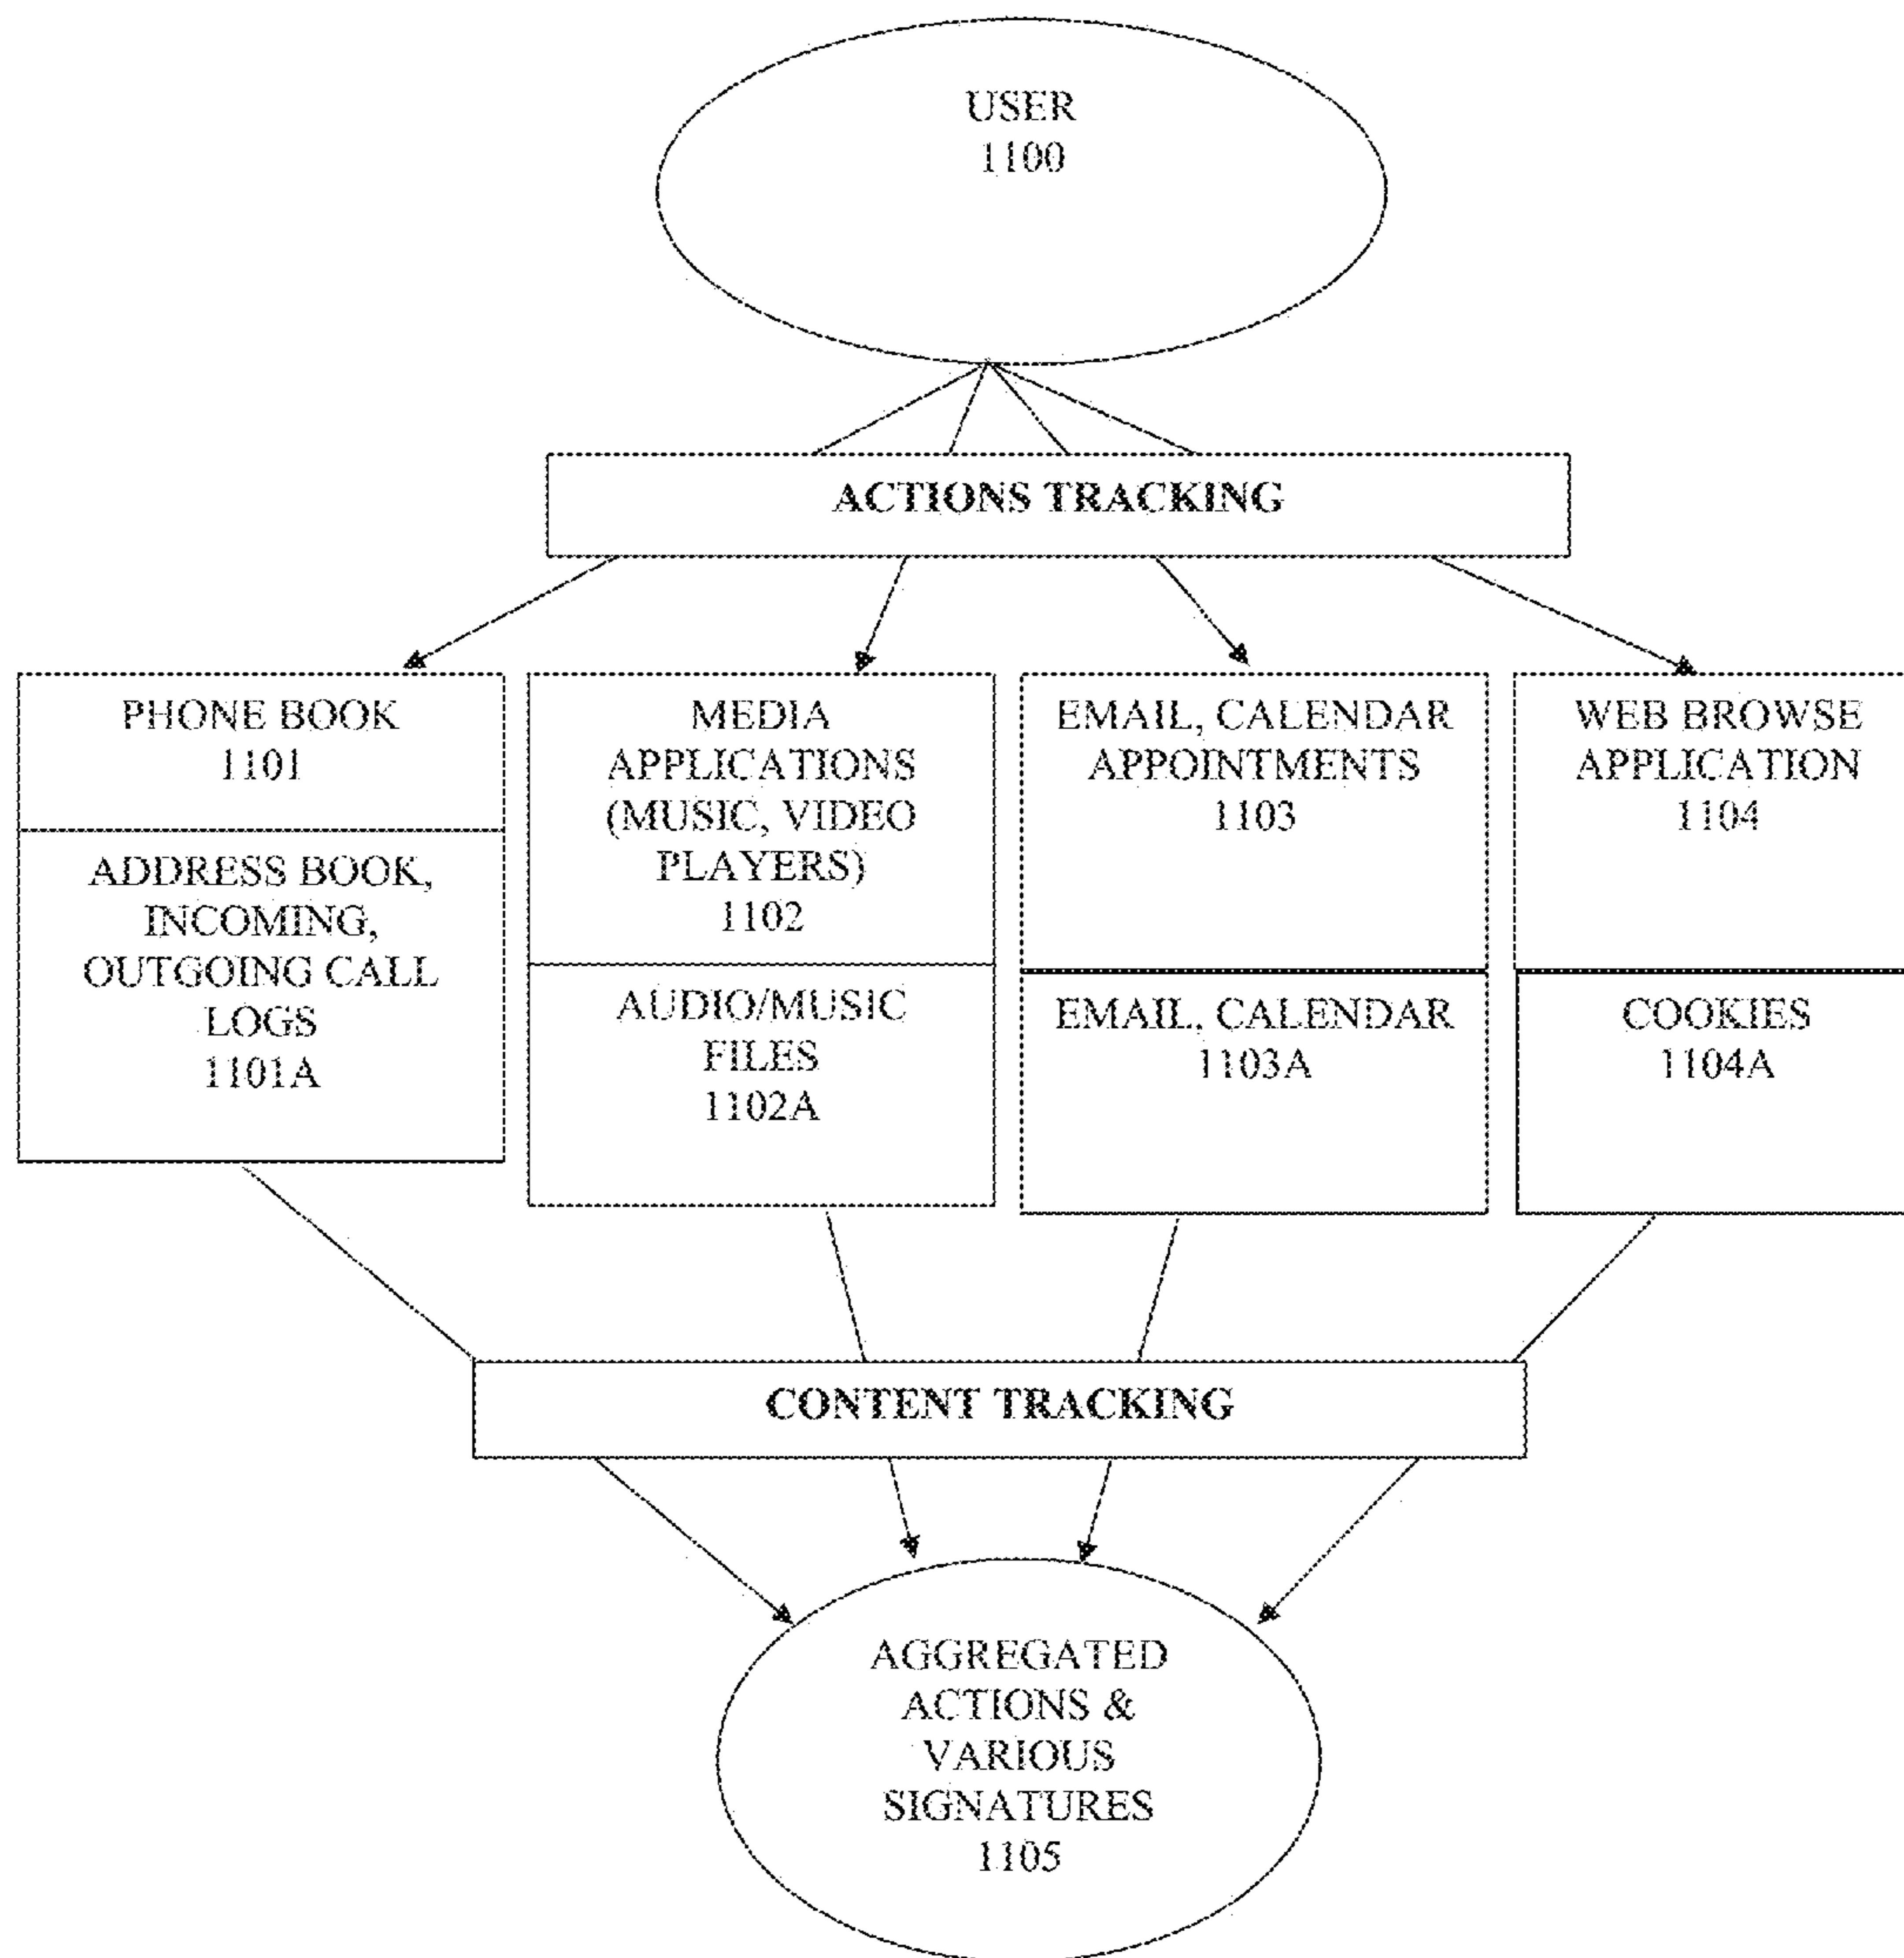 USER
1100
ACTIONS TRACKING
PHONE BOOK
1101
ADDRESS BOOK,
INCOMING,
OUTGOING CALL
LOGS
1101A
MEDIA
APPLICATIONS
(MUSIC, VIDEO
PLAYERS)
1102
AUDIO/MUSIC
FILES
1102A
EMAIL, CALENDAR
APPOINTMENTS
1103
EMAIL, CALENDAR
1103A
WEB BROWSE
APPLICATION
1104
COOKIES
1104A
CONTENT TRACKING
AGGREGATED
ACTIONS &
VARIOUS
SIGNATURES
1105